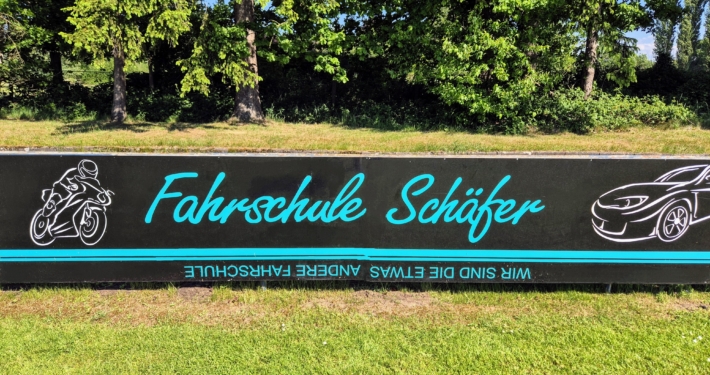 Fahrschule Schäfer
WIR SIND DIE ETWAS ANDERE FAHRSCHULE